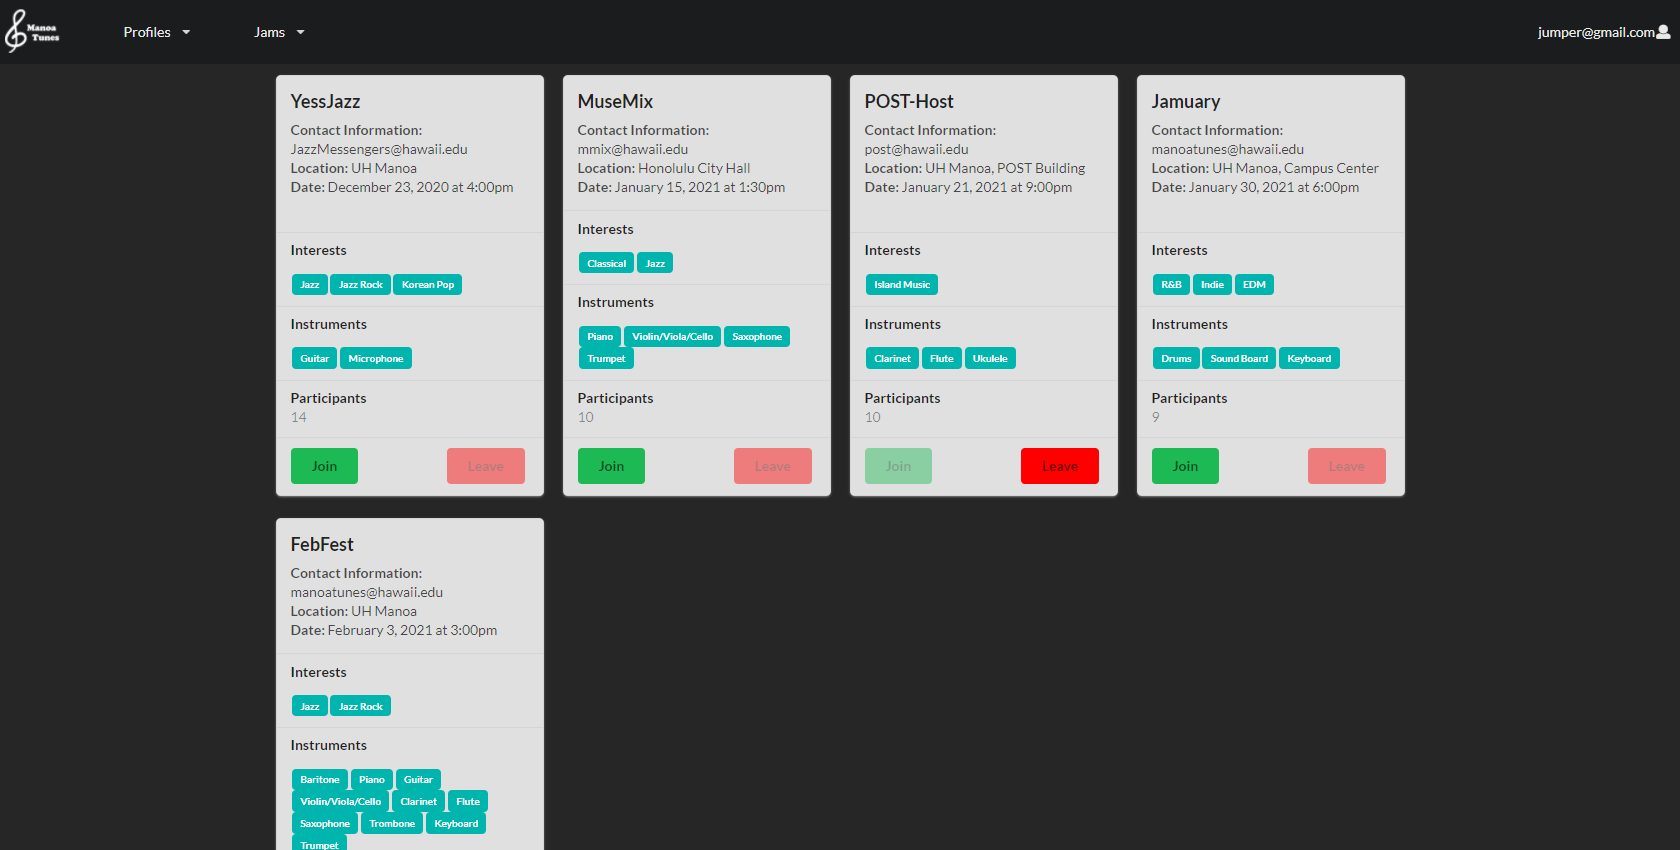 Manoa
Tunes
Profiles
Jams
jumper@gmail.com
YessJazz
Contact Information:
JazzMessengers@hawaii.edu
Location: UH Manoa
Date: December 23, 2020 at 4:00pm
Interests
Jazz Jazz Rock Korean Pop
Instruments
Guitar Microphone
Participants
14
Join Leave
MuseMix
Contact Information:
mmix@hawaii.edu
Location: Honolulu City Hall
Date: January 15, 2021 at 1:30pm
Interests
Classical Jazz
Instruments
Piano Violin/Viola/Cello Saxophone
Trumpet
Participants
10
Join Leave
POST-Host
Contact Information:
post@hawaii.edu
Location: UH Manoa, POST Building
Date: January 21, 2021 at 9:00pm
Interests
Island Music
Instruments
Clarinet Flute Ukulele
Participants
10
Join Leave
Jamuary
Contact Information:
manoatunes@hawaii.edu
Location: UH Manoa, Campus Center
Date: January 30, 2021 at 6:00pm
Interests
R&B Indie EDM
Instruments
Drums Sound Board Keyboard
Participants
9
Join Leave
FebFest
Contact Information:
manoatunes@hawaii.edu
Location: UH Manoa
Date: February 3, 2021 at 3:00pm
Interests
Jazz Jazz Rock
Instruments
Baritone Piano Guitar
Violin/Viola/Cello Clarinet Flute
Saxophone Trombone Keyboard
Trumpet